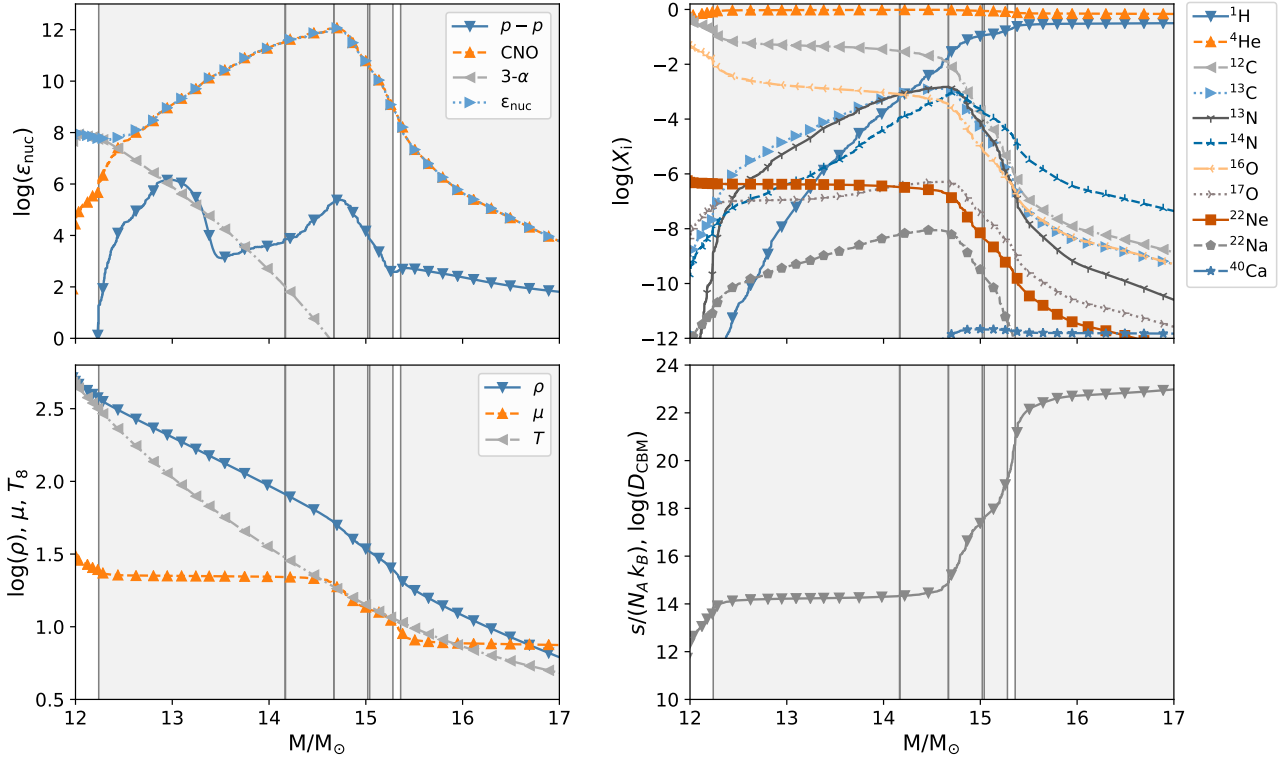 log(ε_nuc)
12
10
8
6
4
2
0
p − p
CNO
3-α
ε_nuc
log(X_i)
0
−2
−4
−6
−8
−10
−12
¹H
⁴He
¹²C
¹³C
¹³N
¹⁴N
¹⁶O
¹⁷O
²²Ne
²²Na
⁴⁰Ca
log(ρ), μ, T₈
2.5
2.0
1.5
1.0
0.5
ρ
μ
T
12 13 14 15 16 17
M/M⊙
s/(N_A k_B), log(D_CBM)
24
22
20
18
16
14
12
10
12 13 14 15 16 17
M/M⊙